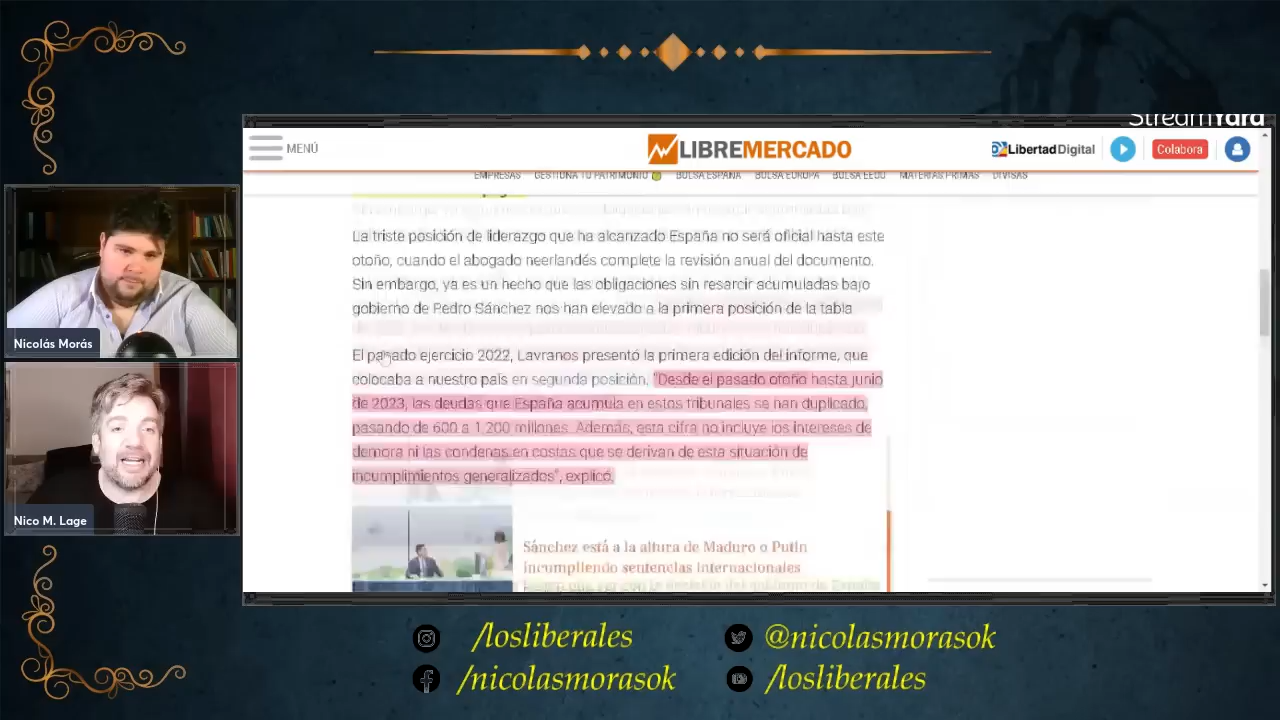 StreamYard
MENÚ
LIBREMERCADO
LibertadDigital
Colabora
EMPRESAS GESTIONA TU PATRIMONIO BOLSA ESPAÑA BOLSA EUROPA BOLSA EEUU MATERIAS PRIMAS DIVISAS
La triste posición de liderazgo que ha alcanzado España no será oficial hasta este
otoño, cuando el abogado neerlandés complete la revisión anual del documento.
Sin embargo, ya es un hecho que las obligaciones sin resarcir acumuladas bajo
gobierno de Pedro Sánchez nos han elevado a la primera posición de la tabla
El pasado ejercicio 2022, Lavranos presentó la primera edición del informe, que
colocaba a nuestro país en segunda posición. "Desde el pasado otoño hasta junio
de 2023, las deudas que España acumula en estos tribunales se han duplicado,
pasando de 600 a 1.200 millones. Además, esta cifra no incluye los intereses de
demora ni las condenas en costas que se derivan de esta situación de
incumplimientos generalizados", explicó.
Sánchez está a la altura de Maduro o Putin
incumpliendo sentencias internacionales
Nicolás Morás
Nico M. Lage
/losliberales
@nicolasmorasok
/nicolasmorasok
/losliberales